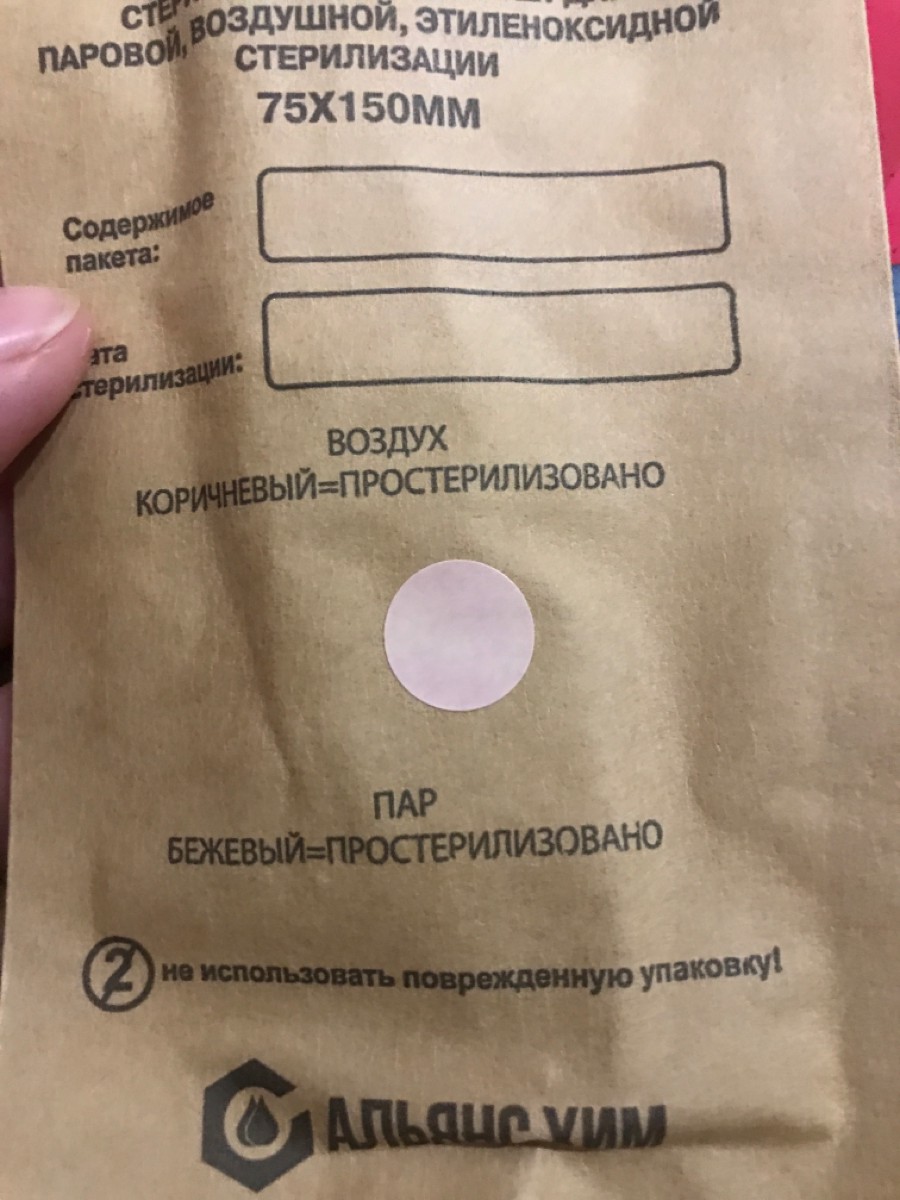 ПАРОВОЙ, ВОЗДУШНОЙ, ЭТИЛЕНОКСИДНОЙ
СТЕРИЛИЗАЦИИ
75Х150ММ
Содержимое
пакета:
стерилизации:
ВОЗДУХ
КОРИЧНЕВЫЙ=ПРОСТЕРИЛИЗОВАНО
ПАР
БЕЖЕВЫЙ=ПРОСТЕРИЛИЗОВАНО
2 не использовать поврежденную упаковку!
АЛЬЯНС ХИМ